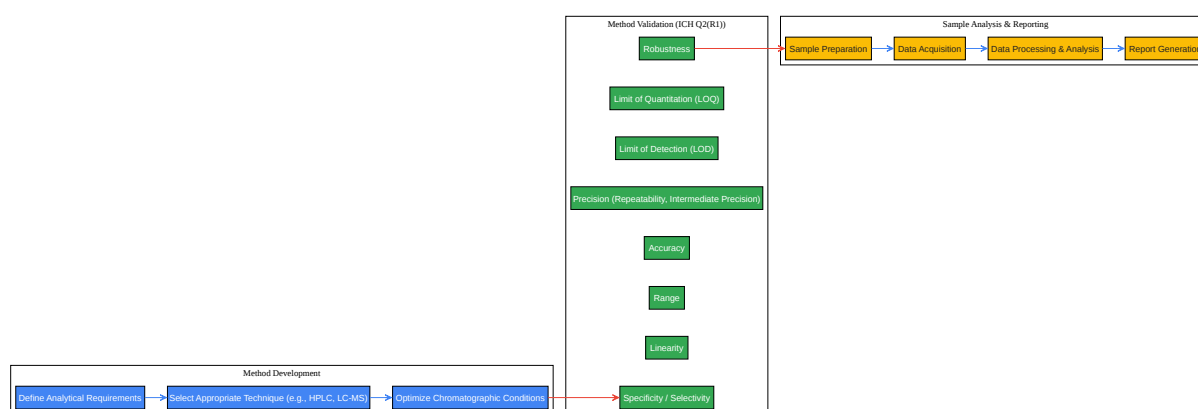 Method Validation (ICH Q2(R1))
Sample Analysis & Reporting
Robustness
Sample Preparation
Data Acquisition
Data Processing & Analysis
Report Generation
Limit of Quantitation (LOQ)
Limit of Detection (LOD)
Precision (Repeatability, Intermediate Precision)
Accuracy
Range
Linearity
Method Development
Define Analytical Requirements
Select Appropriate Technique (e.g., HPLC, LC-MS)
Optimize Chromatographic Conditions
Specificity / Selectivity